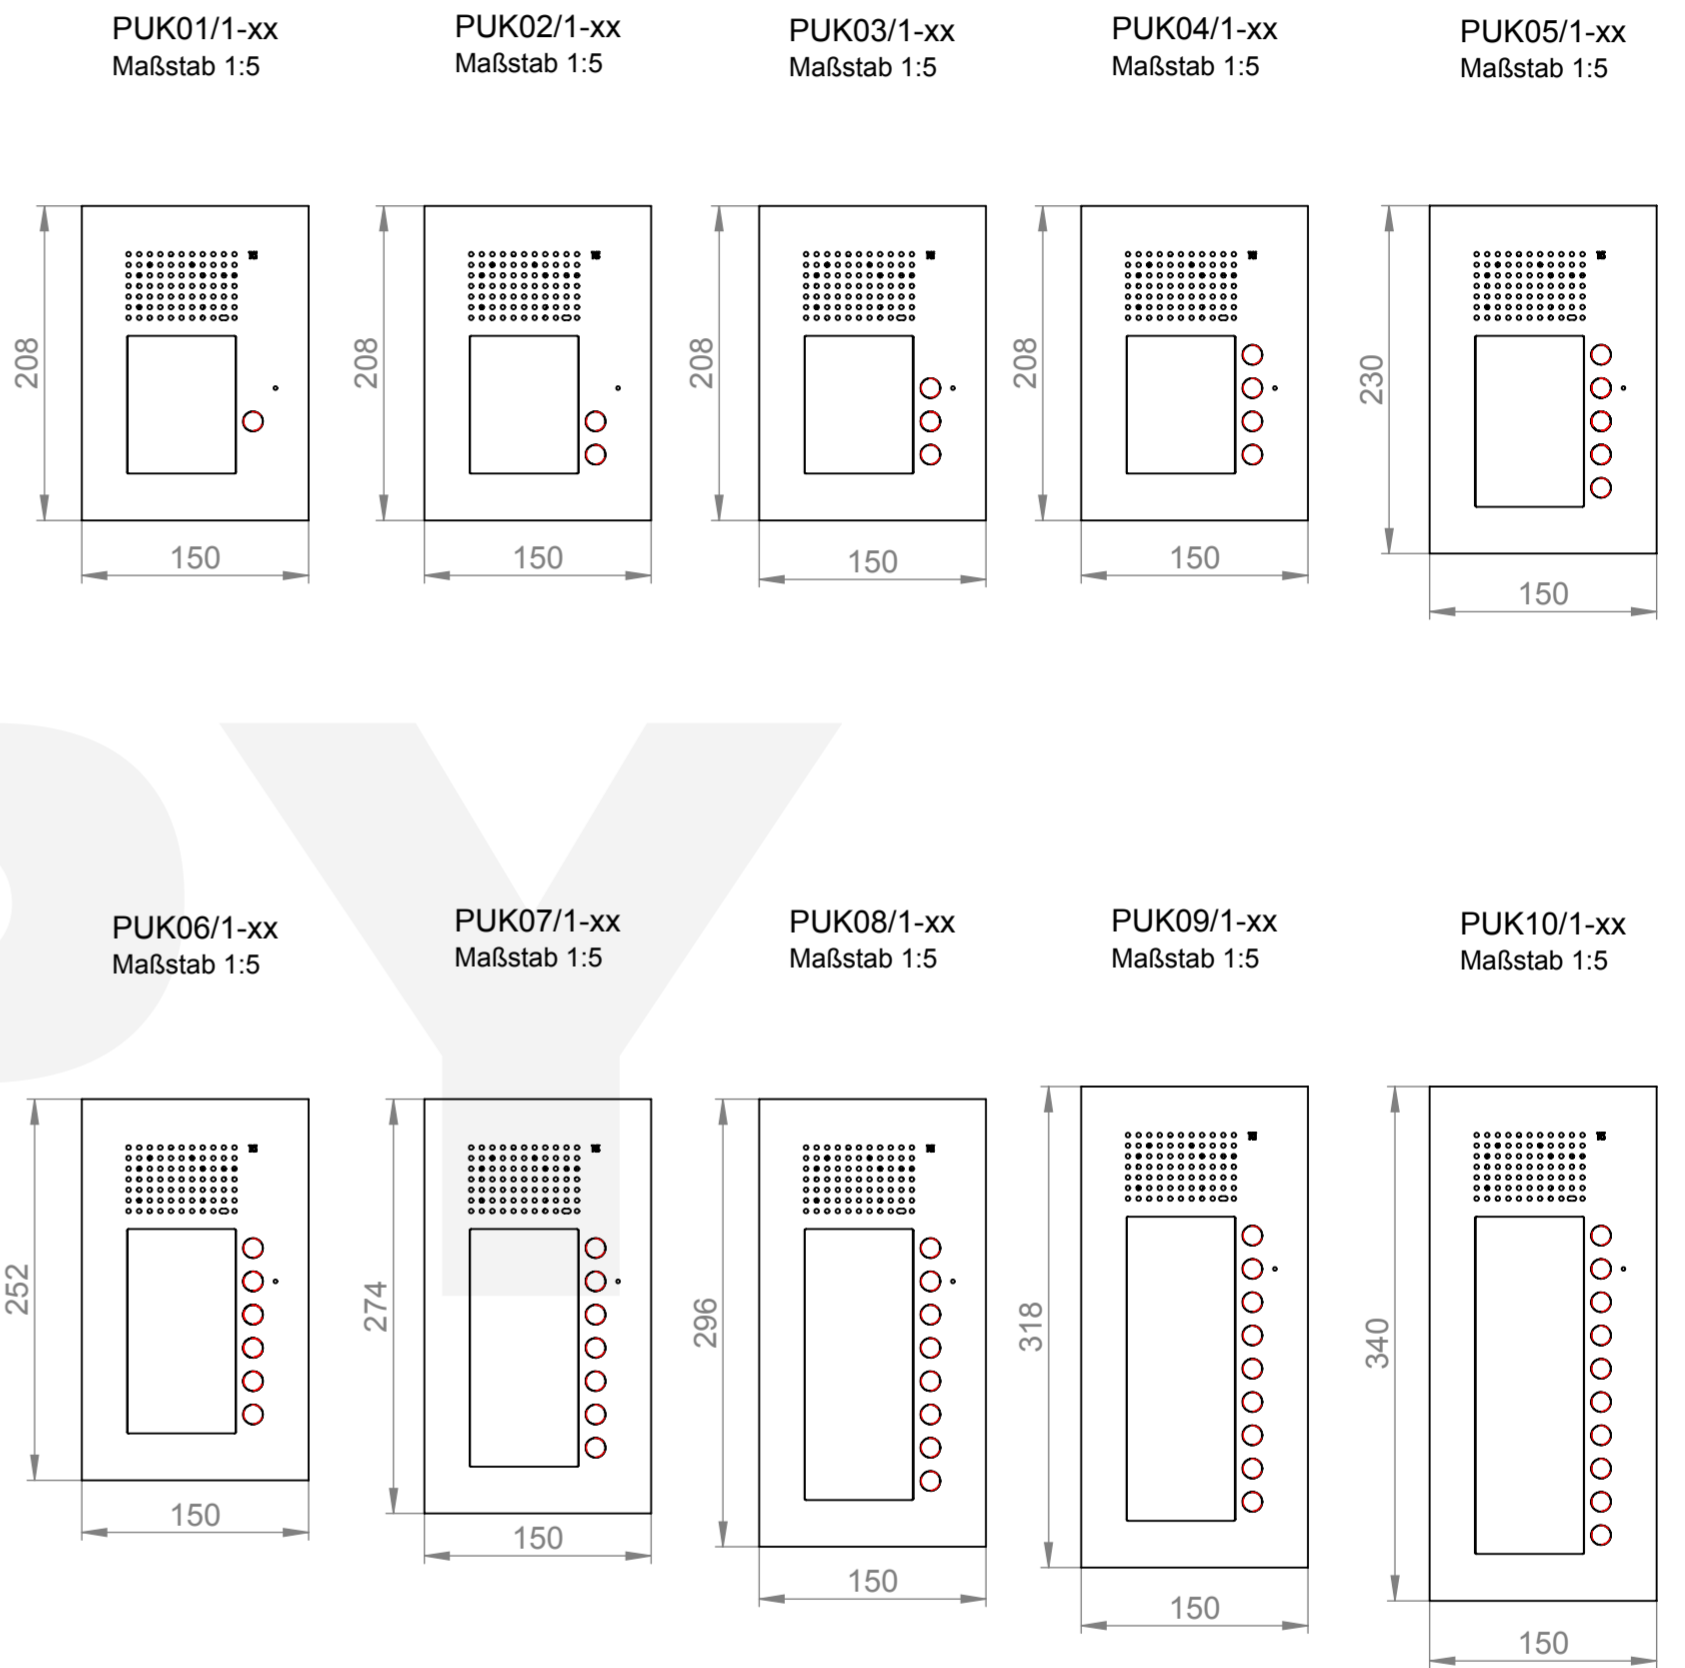 PUK01/1-xx
Maßstab 1:5
PUK02/1-xx
Maßstab 1:5
PUK03/1-xx
Maßstab 1:5
PUK04/1-xx
Maßstab 1:5
PUK05/1-xx
Maßstab 1:5
208
150
208
150
208
150
208
150
230
150
PY
PUK06/1-xx
Maßstab 1:5
PUK07/1-xx
Maßstab 1:5
PUK08/1-xx
Maßstab 1:5
PUK09/1-xx
Maßstab 1:5
PUK10/1-xx
Maßstab 1:5
252
150
274
150
296
150
318
150
340
150